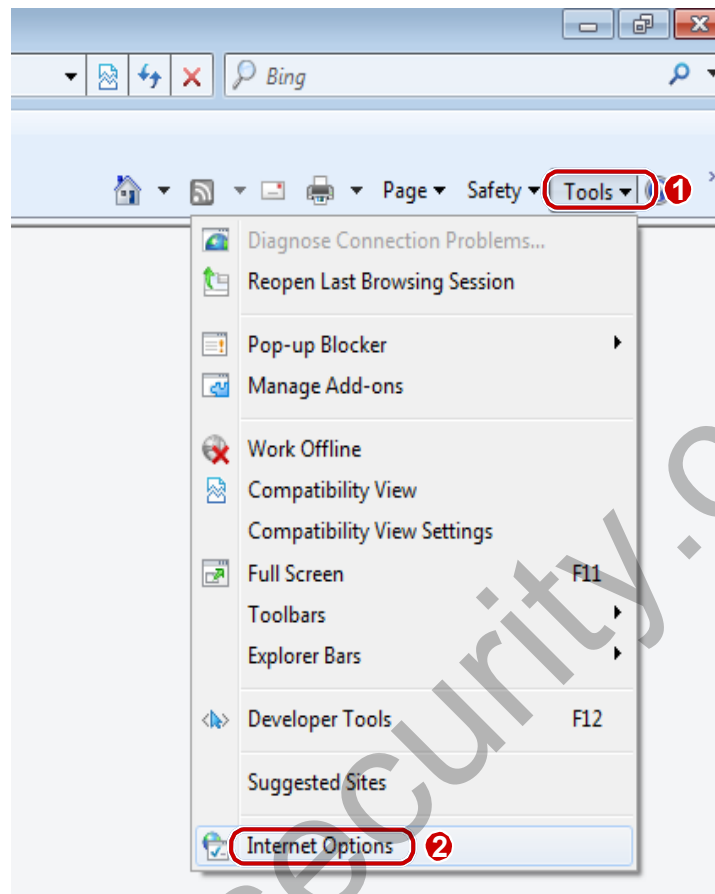 Bing
Page Safety Tools 1
Diagnose Connection Problems...
Reopen Last Browsing Session
Pop-up Blocker
Manage Add-ons
Work Offline
Compatibility View
Compatibility View Settings
Full Screen F11
Toolbars
Explorer Bars
Developer Tools F12
Suggested Sites
Internet Options 2
security.c